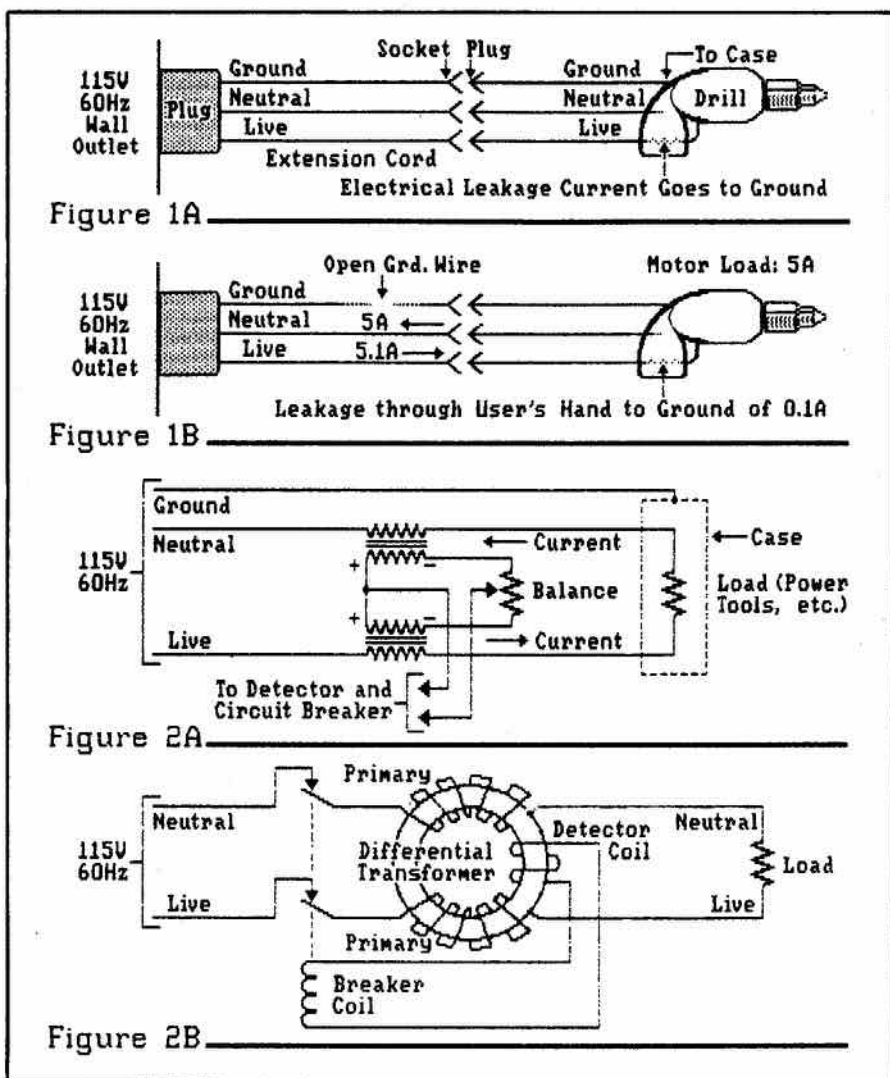 Socket Plug
To Case
115V
60Hz
Wall
Outlet
Plug
Ground
Neutral
Live
Extension Cord
Ground
Neutral
Live
Drill
Electrical Leakage Current Goes to Ground
Figure 1A
Open Grd. Wire
Motor Load: 5A
115V
60Hz
Wall
Outlet
Ground
Neutral
5A
Live
5.1A
Leakage through User's Hand to Ground of 0.1A
Figure 1B
115V
60Hz
Ground
Neutral
Live
Current
+ -
Balance
+ -
Current
Case
Load (Power
Tools, etc.)
To Detector and
Circuit Breaker
Figure 2A
115V
60Hz
Neutral
Live
Primary
Differential
Transformer
Primary
Detector
Coil
Neutral
Load
Live
Breaker
Coil
Figure 2B